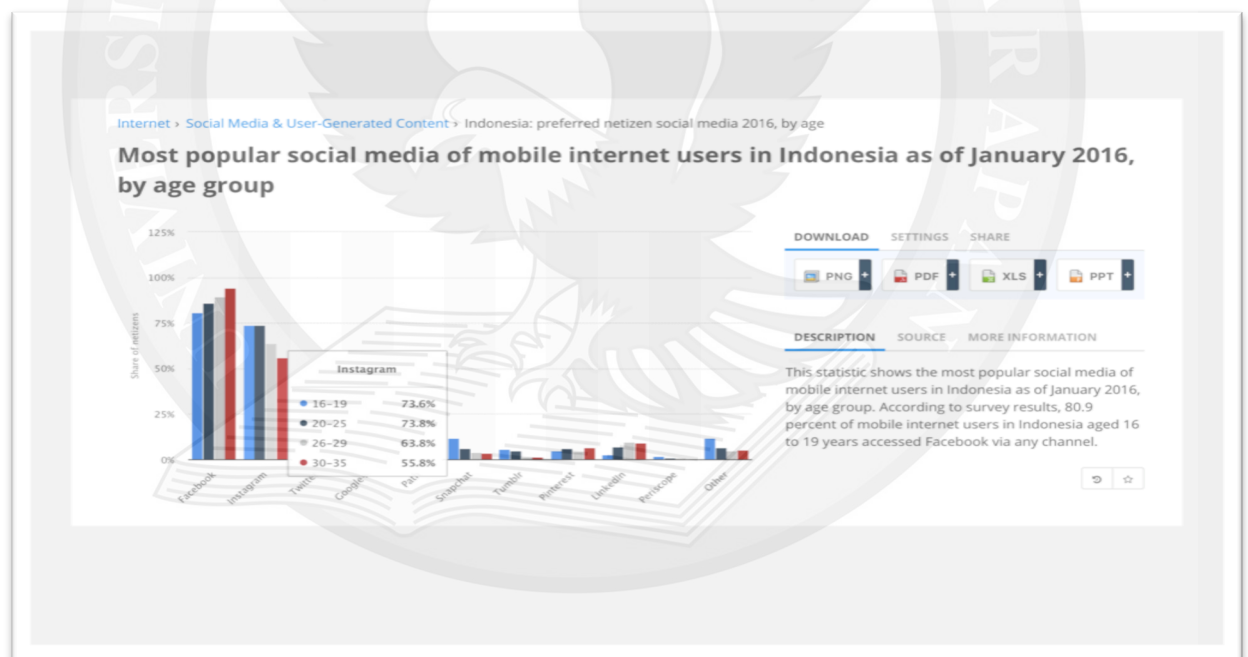 Internet › Social Media & User-Generated Content › Indonesia: preferred netizen social media 2016, by age
Most popular social media of mobile internet users in Indonesia as of January 2016,
by age group
125%
100%
75%
50%
25%
0%
Share of netizens
Instagram
16–19 73.6%
20–25 73.8%
26–29 63.8%
30–35 55.8%
Facebook
Instagram
Twitte
Google
Pat
Snapchat
Tumblr
Pinterest
LinkedIn
Periscope
Other
DOWNLOAD SETTINGS SHARE
PNG + PDF + XLS + PPT +
DESCRIPTION SOURCE MORE INFORMATION
This statistic shows the most popular social media of
mobile internet users in Indonesia as of January 2016,
by age group. According to survey results, 80.9
percent of mobile internet users in Indonesia aged 16
to 19 years accessed Facebook via any channel.